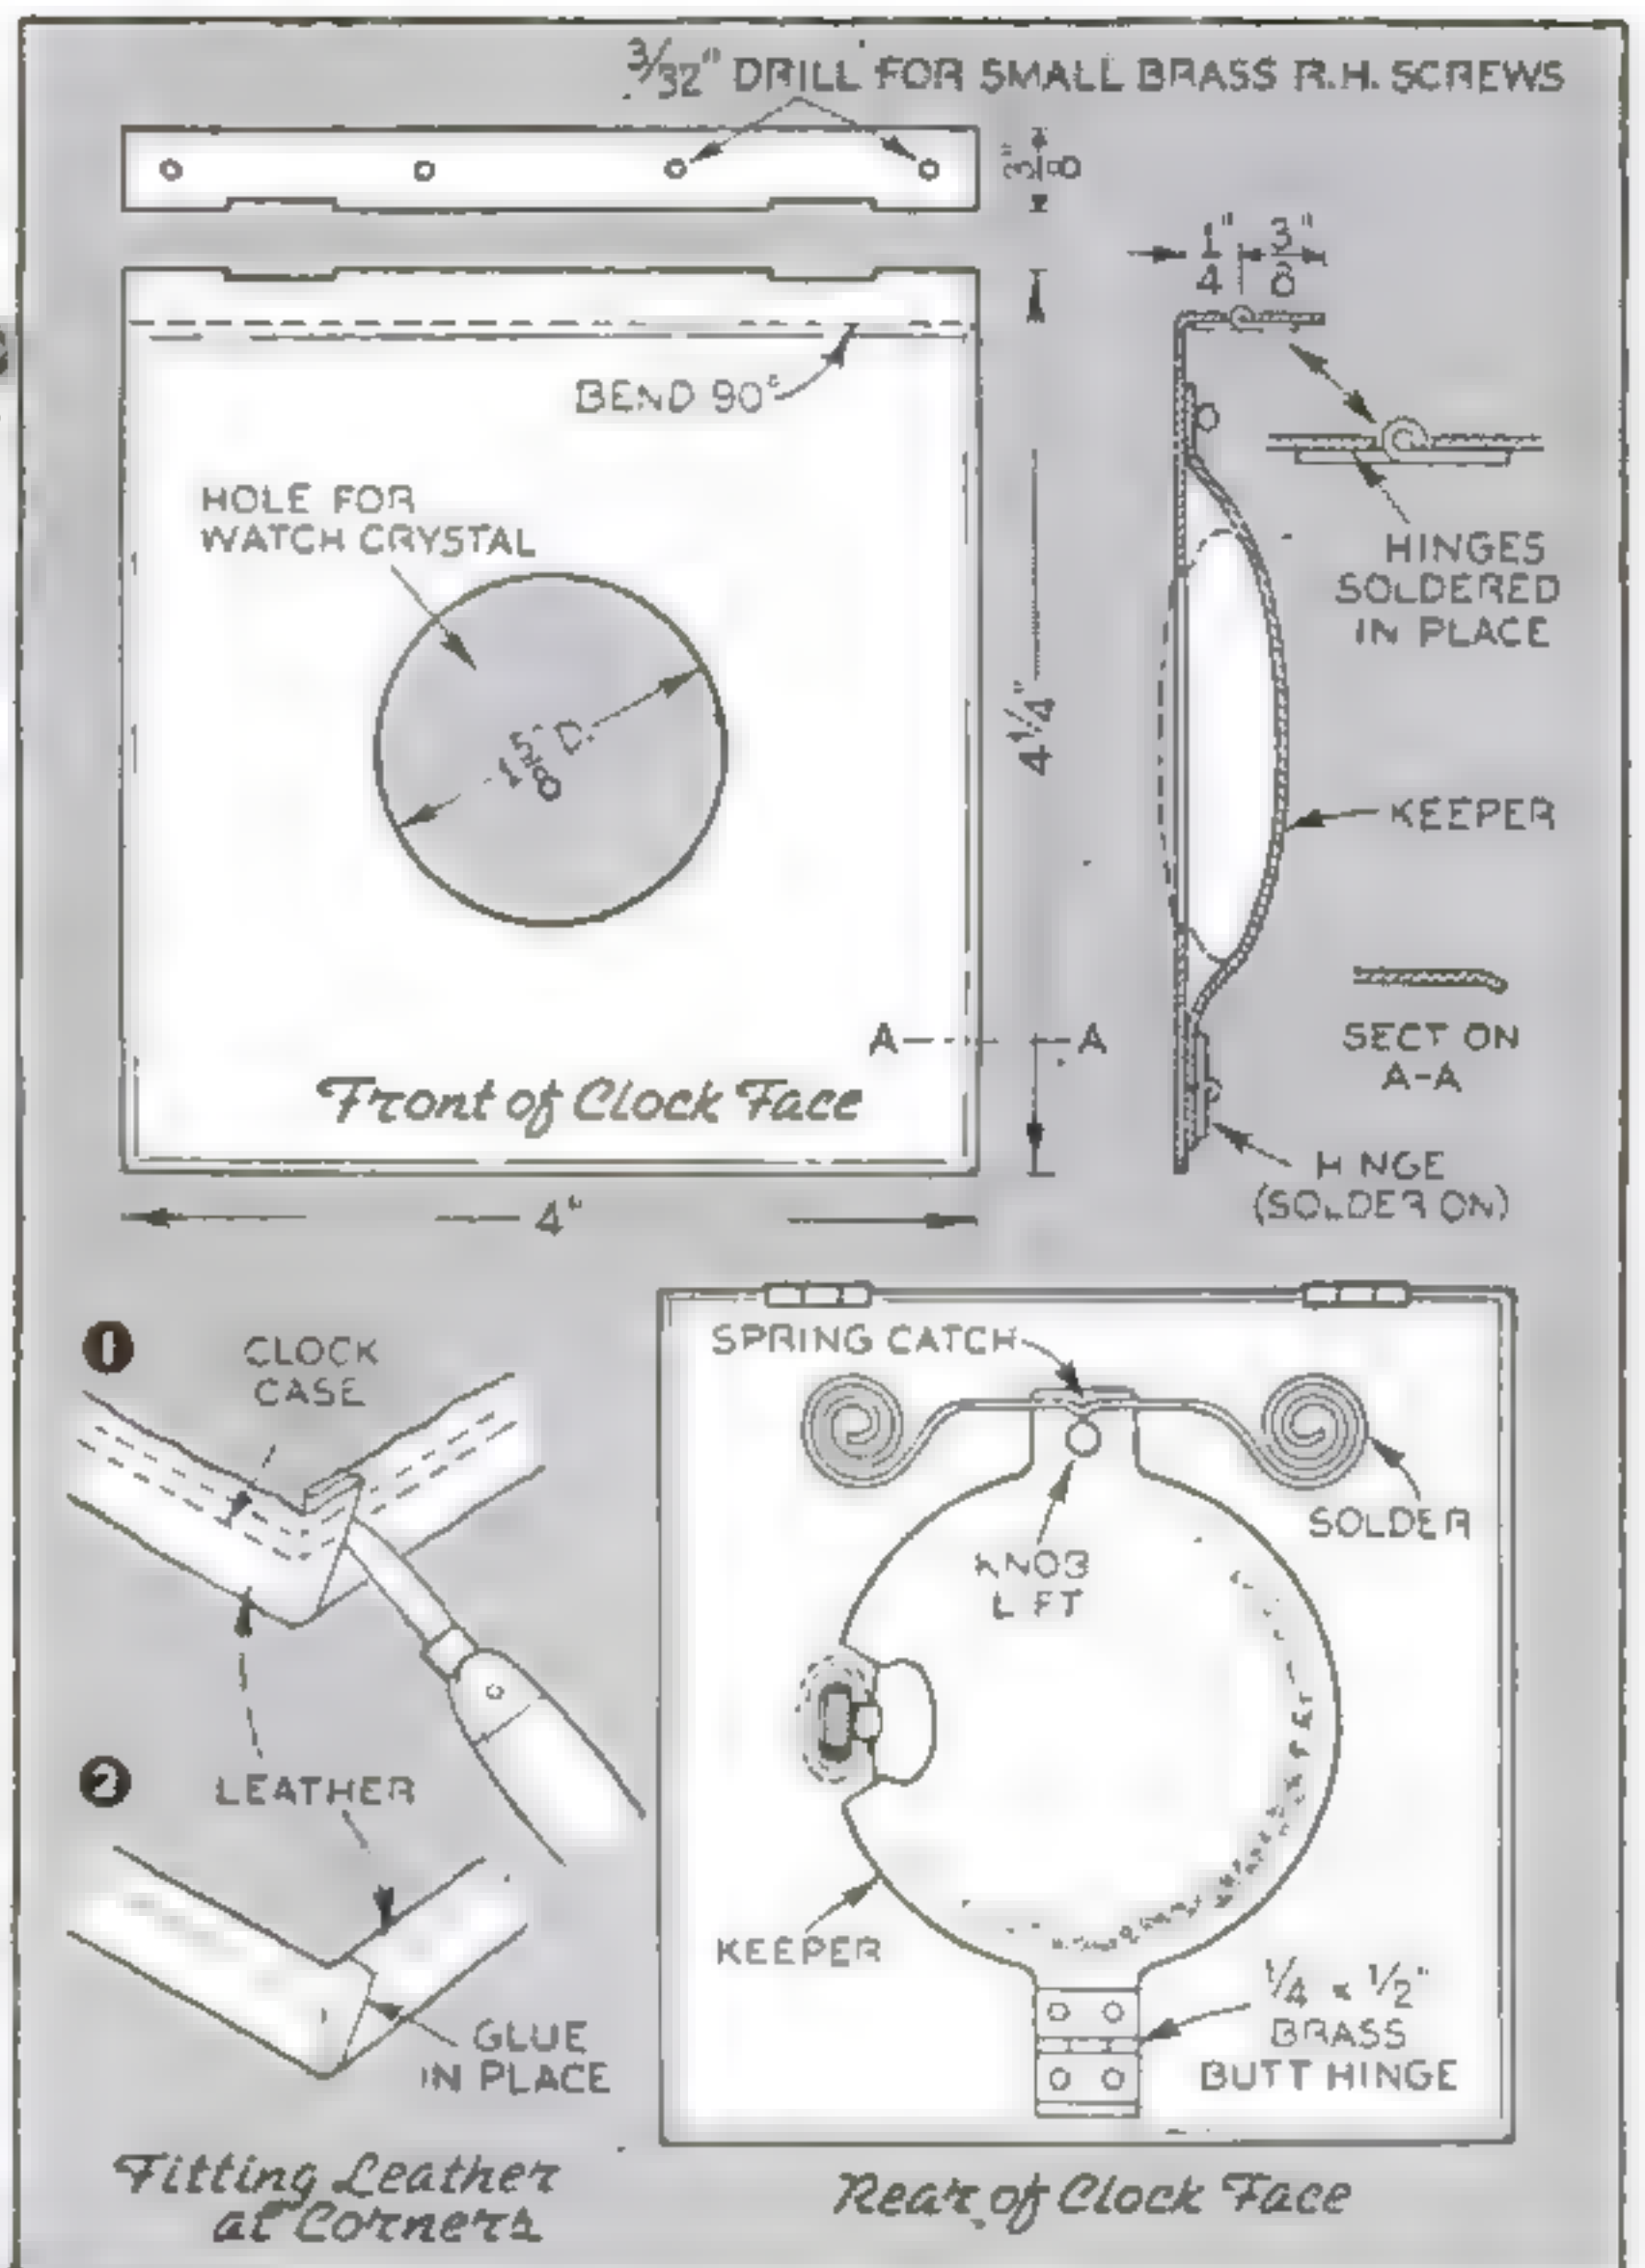 3/32" DRILL FOR SMALL BRASS R.H. SCREWS
3/8"
1/4" 3/8"
BEND 90°
HOLE FOR
WATCH CRYSTAL
HINGES
SOLDERED
IN PLACE
1 5/8" D.
4 1/4"
KEEPER
A A
SECT ON
A-A
Front of Clock Face
H NGE
(SOLDER ON)
4"
1
CLOCK
CASE
SPRING CATCH
SOLDER
KNOB
L FT
2
LEATHER
KEEPER
1/4 x 1/2"
BRASS
BUTT HINGE
GLUE
IN PLACE
Fitting Leather
at Corners
Rear of Clock Face